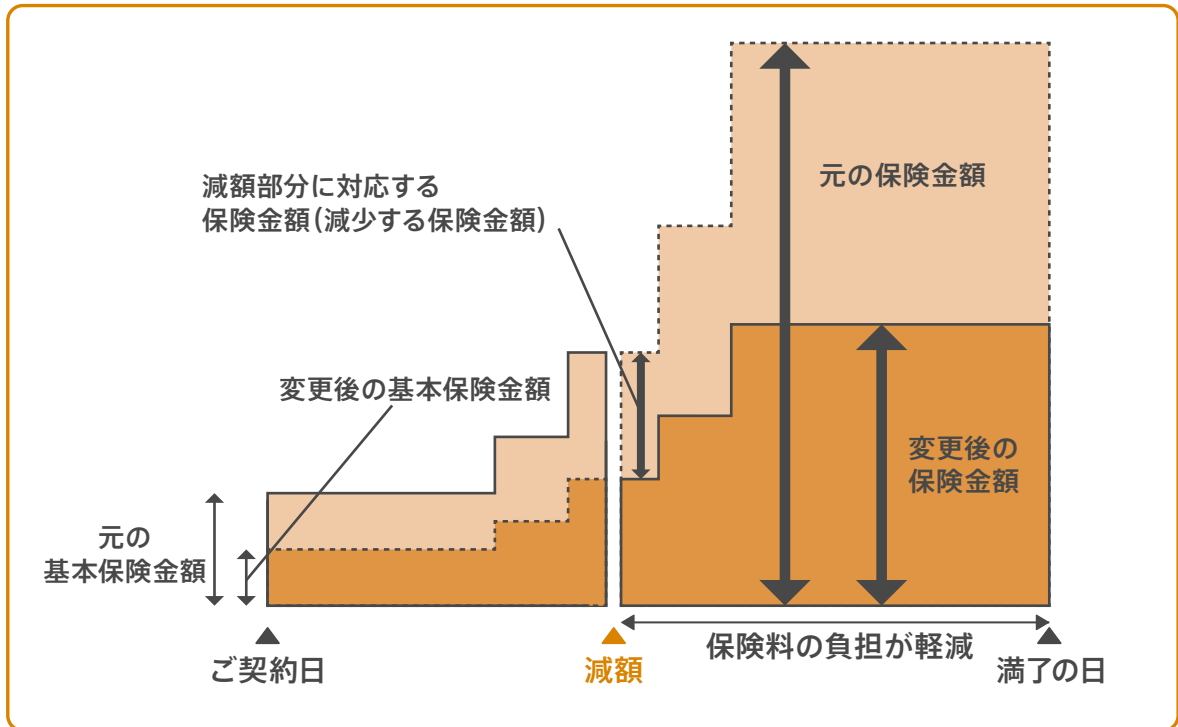 元の保険金額
減額部分に対応する
保険金額(減少する保険金額)
変更後の基本保険金額
変更後の
保険金額
元の
基本保険金額
保険料の負担が軽減
ご契約日
減額
満了の日